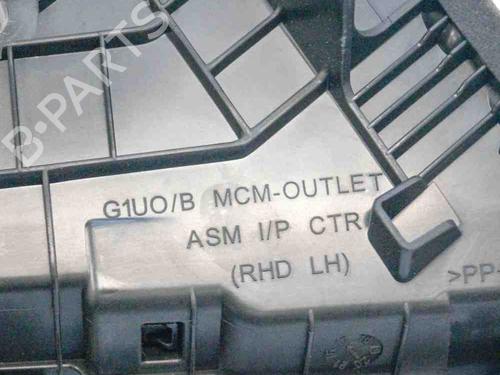 B-PARTS
G1UO/B MCM-OUTLET
ASM I/P CTR
(RHD LH)
>PP-